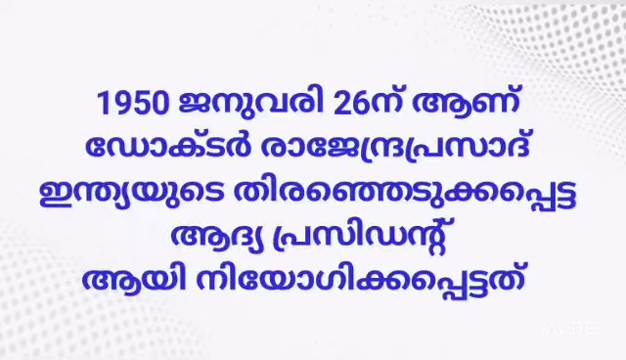 1950 ജനുവരി 26ന് ആണ്
ഡോക്ടർ രാജേന്ദ്രപ്രസാദ്
ഇന്ത്യയുടെ തിരഞ്ഞെടുക്കപ്പെട്ട
ആദ്യ പ്രസിഡന്റ്
ആയി നിയോഗിക്കപ്പെട്ടത്